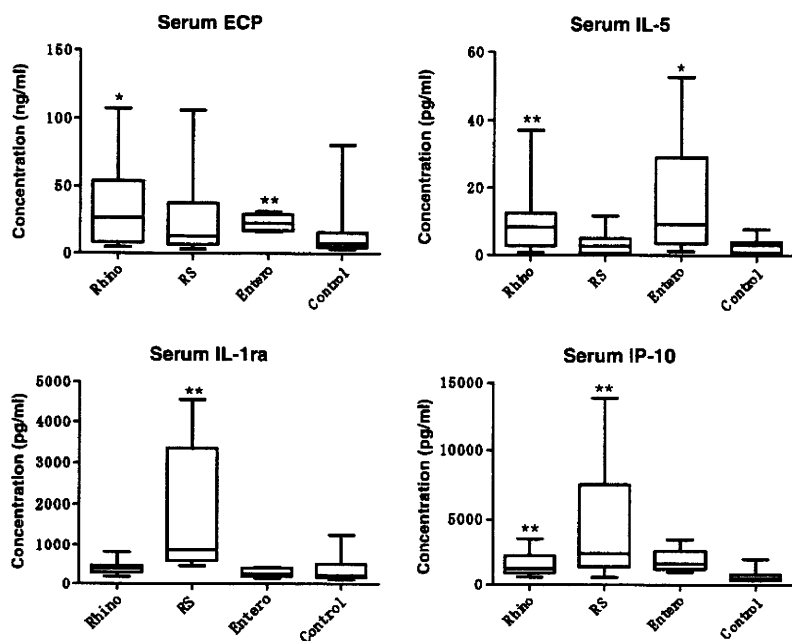 Serum ECP
Concentration (ng/ml)
150
100
50
0
*
**
Rhino
RS
Entero
Control
Serum IL-5
Concentration (pg/ml)
60
40
20
0
**
*
Rhino
RS
Entero
Control
Serum IL-1ra
Concentration (pg/ml)
5000
4000
3000
2000
1000
0
**
Rhino
RS
Entero
Control
Serum IP-10
Concentration (pg/ml)
15000
10000
5000
0
**
**
Rhino
RS
Entero
Control